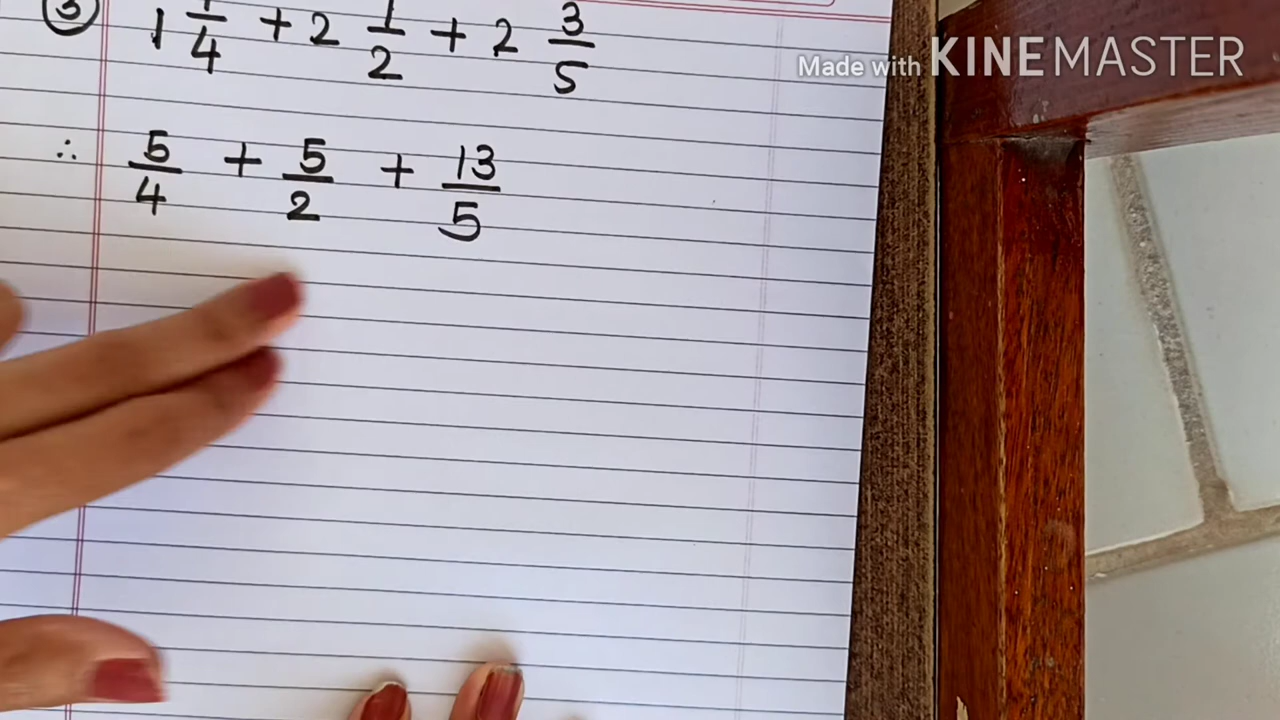 Made with KINEMASTER
③ 1 1/4 + 2 1/2 + 2 3/5
∴ 5/4 + 5/2 + 13/5